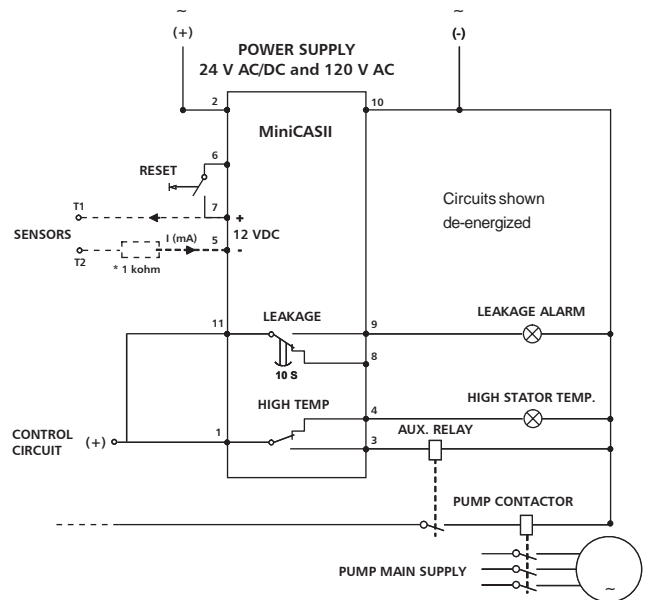 ~ ~
(+) (-)
POWER SUPPLY
24 V AC/DC and 120 V AC
2 10
MiniCASII
6
RESET
Circuits shown
de-energized
T1 7 +
SENSORS 12 VDC
I (mA) 5 -
T2
* 1 kohm
LEAKAGE LEAKAGE ALARM
11 9
8
10 S
HIGH TEMP HIGH STATOR TEMP.
4
AUX. RELAY
CONTROL
CIRCUIT (+) 1 3
PUMP CONTACTOR
PUMP MAIN SUPPLY
~